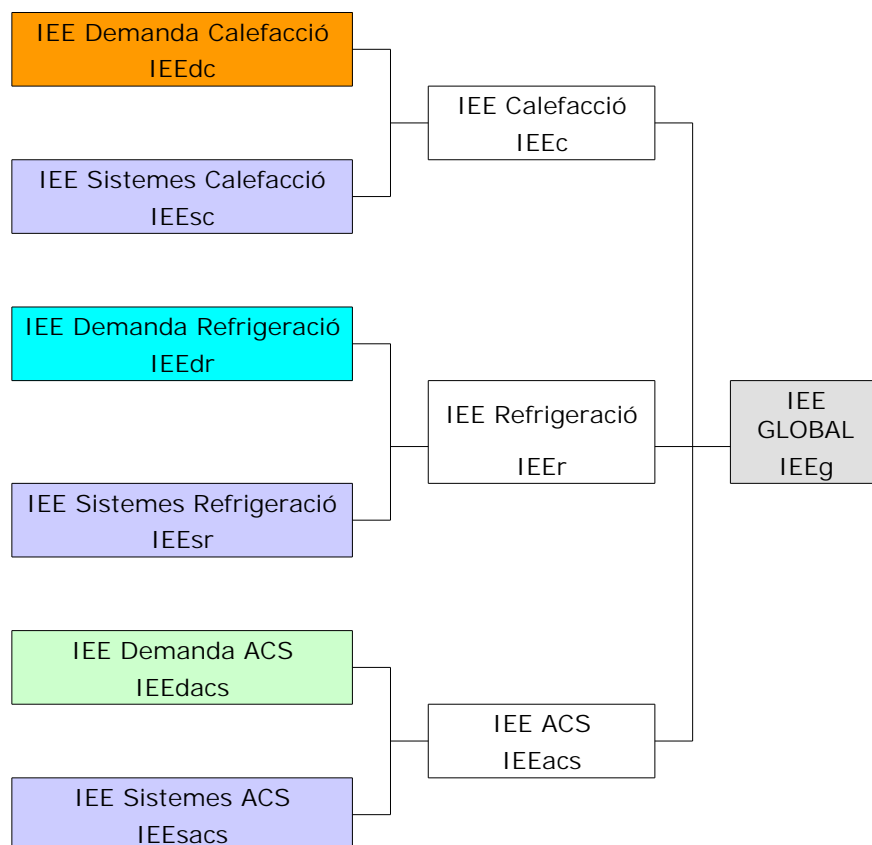 IEE Demanda Calefacció
IEEdc
IEE Calefacció
IEEc
IEE Sistemes Calefacció
IEEsc
IEE Demanda Refrigeració
IEEdr
IEE Refrigeració
IEEr
IEE
GLOBAL
IEEg
IEE Sistemes Refrigeració
IEEsr
IEE Demanda ACS
IEEdacs
IEE ACS
IEEacs
IEE Sistemes ACS
IEEsacs